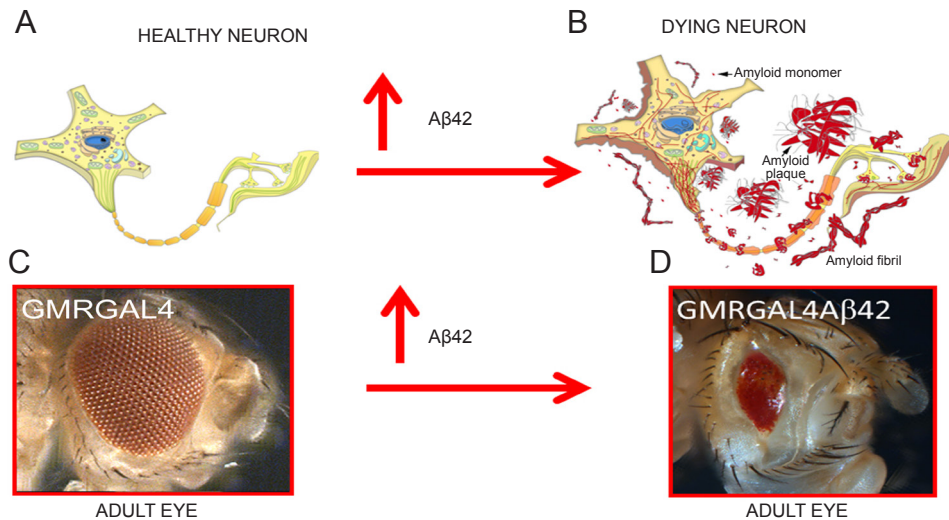 A
HEALTHY NEURON
Aβ42
B
DYING NEURON
Amyloid monomer
Amyloid
plaque
Amyloid fibril
C
GMRGAL4
ADULT EYE
Aβ42
D
GMRGAL4Aβ42
ADULT EYE